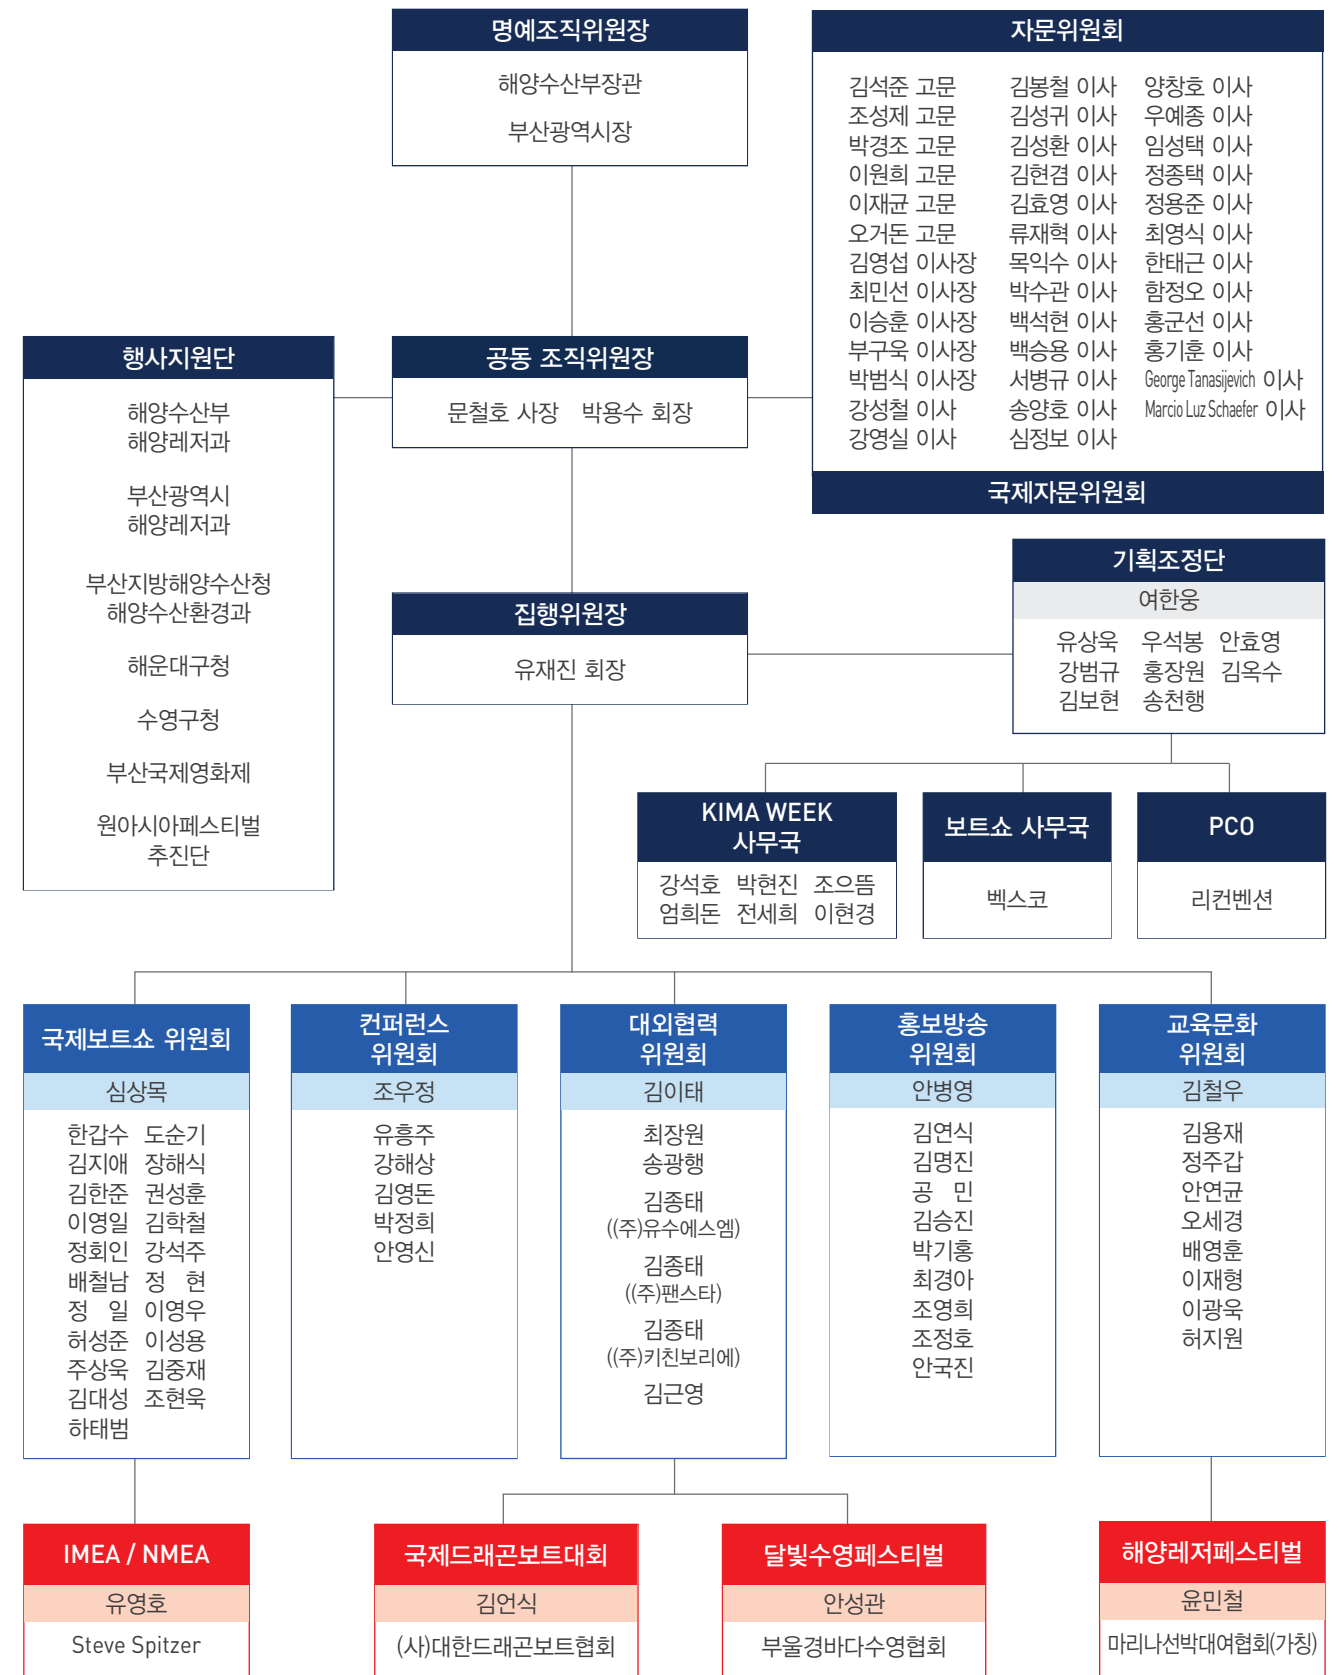 명예조직위원장
해양수산부장관
부산광역시장
자문위원회
김석준 고문 김봉철 이사 양창호 이사
조성제 고문 김성귀 이사 우예종 이사
박경조 고문 김성환 이사 임성택 이사
이원희 고문 김현겸 이사 정종택 이사
이재균 고문 김효영 이사 정용준 이사
오거돈 고문 류재혁 이사 최영식 이사
김영섭 이사장 목익수 이사 한태근 이사
최민선 이사장 박수관 이사 함정오 이사
이승훈 이사장 백석현 이사 홍군선 이사
부구욱 이사장 백승용 이사 홍기훈 이사
박범식 이사장 서병규 이사 George Tanasijevich 이사
강성철 이사 송양호 이사 Marcio Luz Schaefer 이사
강영실 이사 심정보 이사
국제자문위원회
행사지원단
해양수산부
해양레저과
부산광역시
해양레저과
부산지방해양수산청
해양수산환경과
해운대구청
수영구청
부산국제영화제
원아시아페스티벌
추진단
공동 조직위원장
문철호 사장 박용수 회장
집행위원장
유재진 회장
기획조정단
여한웅
유상욱 우석봉 안효영
강범규 홍장원 김옥수
김보현 송천행
KIMA WEEK
사무국
강석호 박현진 조으뜸
엄희돈 전세희 이현경
보트쇼 사무국
벡스코
PCO
리컨벤션
국제보트쇼 위원회
심상목
한갑수 도순기
김지애 장해식
김한준 권성훈
이영일 김학철
정회인 강석주
배철남 정 현
정 일 이영우
허성준 이성용
주상욱 김중재
김대성 조현욱
하태범
컨퍼런스
위원회
조우정
유흥주
강해상
김영돈
박정희
안영신
대외협력
위원회
김이태
최장원
송광행
김종태
((주)유수에스엠)
김종태
((주)팬스타)
김종태
((주)키친보리에)
김근영
홍보방송
위원회
안병영
김연식
김명진
공 민
김승진
박기홍
최경아
조영희
조정호
안국진
교육문화
위원회
김철우
김용재
정주갑
안연균
오세경
배영훈
이재형
이광욱
허지원
IMEA / NMEA
유영호
Steve Spitzer
국제드래곤보트대회
김언식
(사)대한드래곤보트협회
달빛수영페스티벌
안성관
부울경바다수영협회
해양레저페스티벌
윤민철
마리나선박대여협회(가칭)